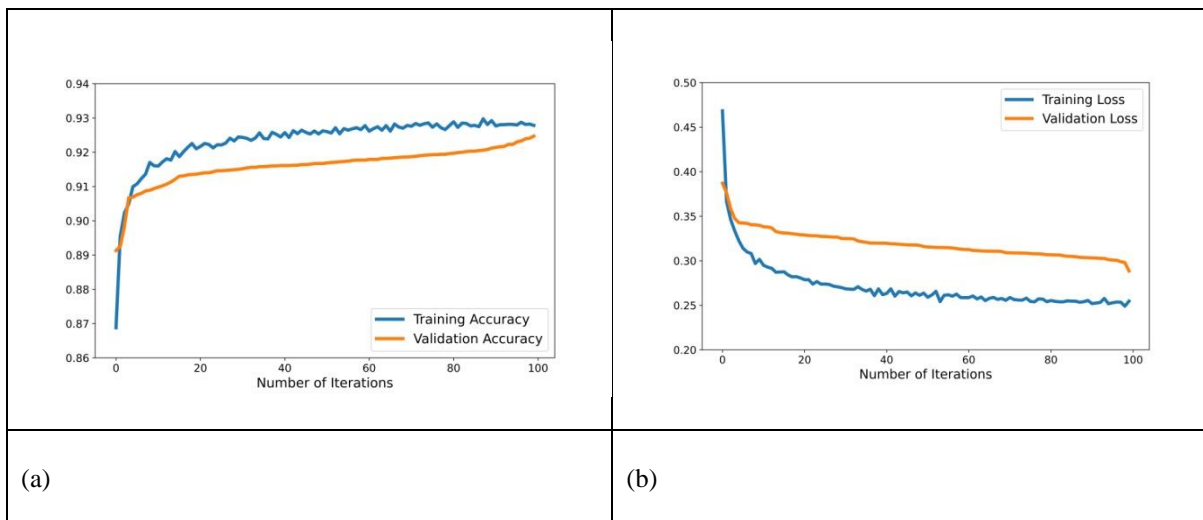 0.94
0.93
0.92
0.91
0.90
0.89
0.88
0.87
0.86
0 20 40 60 80 100
Number of Iterations
Training Accuracy
Validation Accuracy
0.50
0.45
0.40
0.35
0.30
0.25
0.20
0 20 40 60 80 100
Number of Iterations
Training Loss
Validation Loss
(a)
(b)